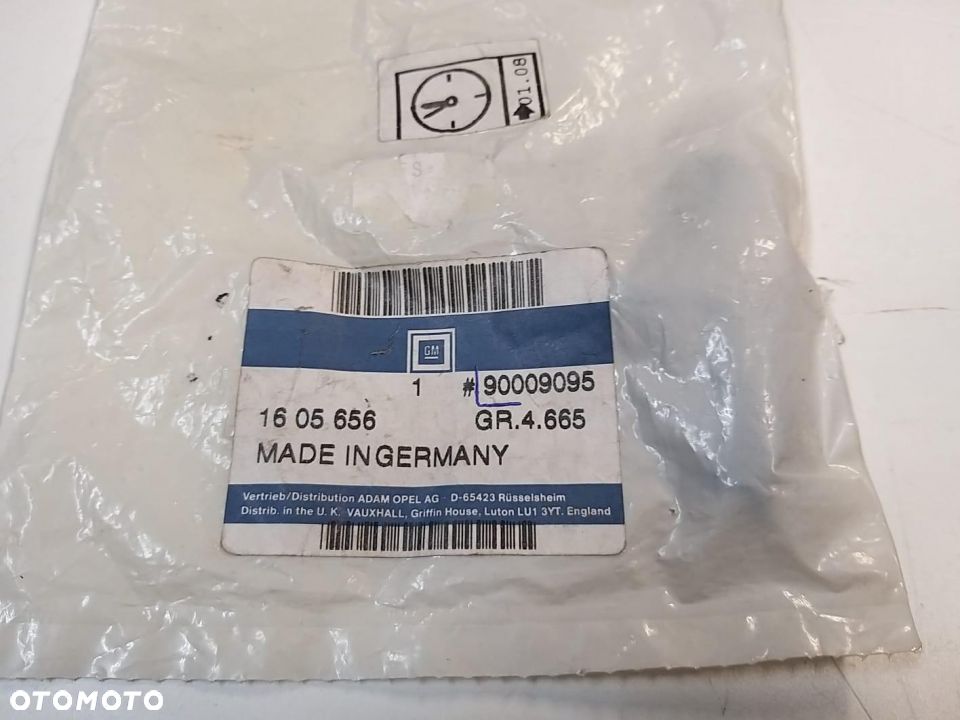 01.08
S
GM
1 # 90009095
16 05 656 GR.4.665
MADE IN GERMANY
Vertrieb/Distribution ADAM OPEL AG · D-65423 Rüsselsheim
Distrib. in the U. K. VAUXHALL, Griffin House, Luton LU1 3YT. England
OTOMOTO